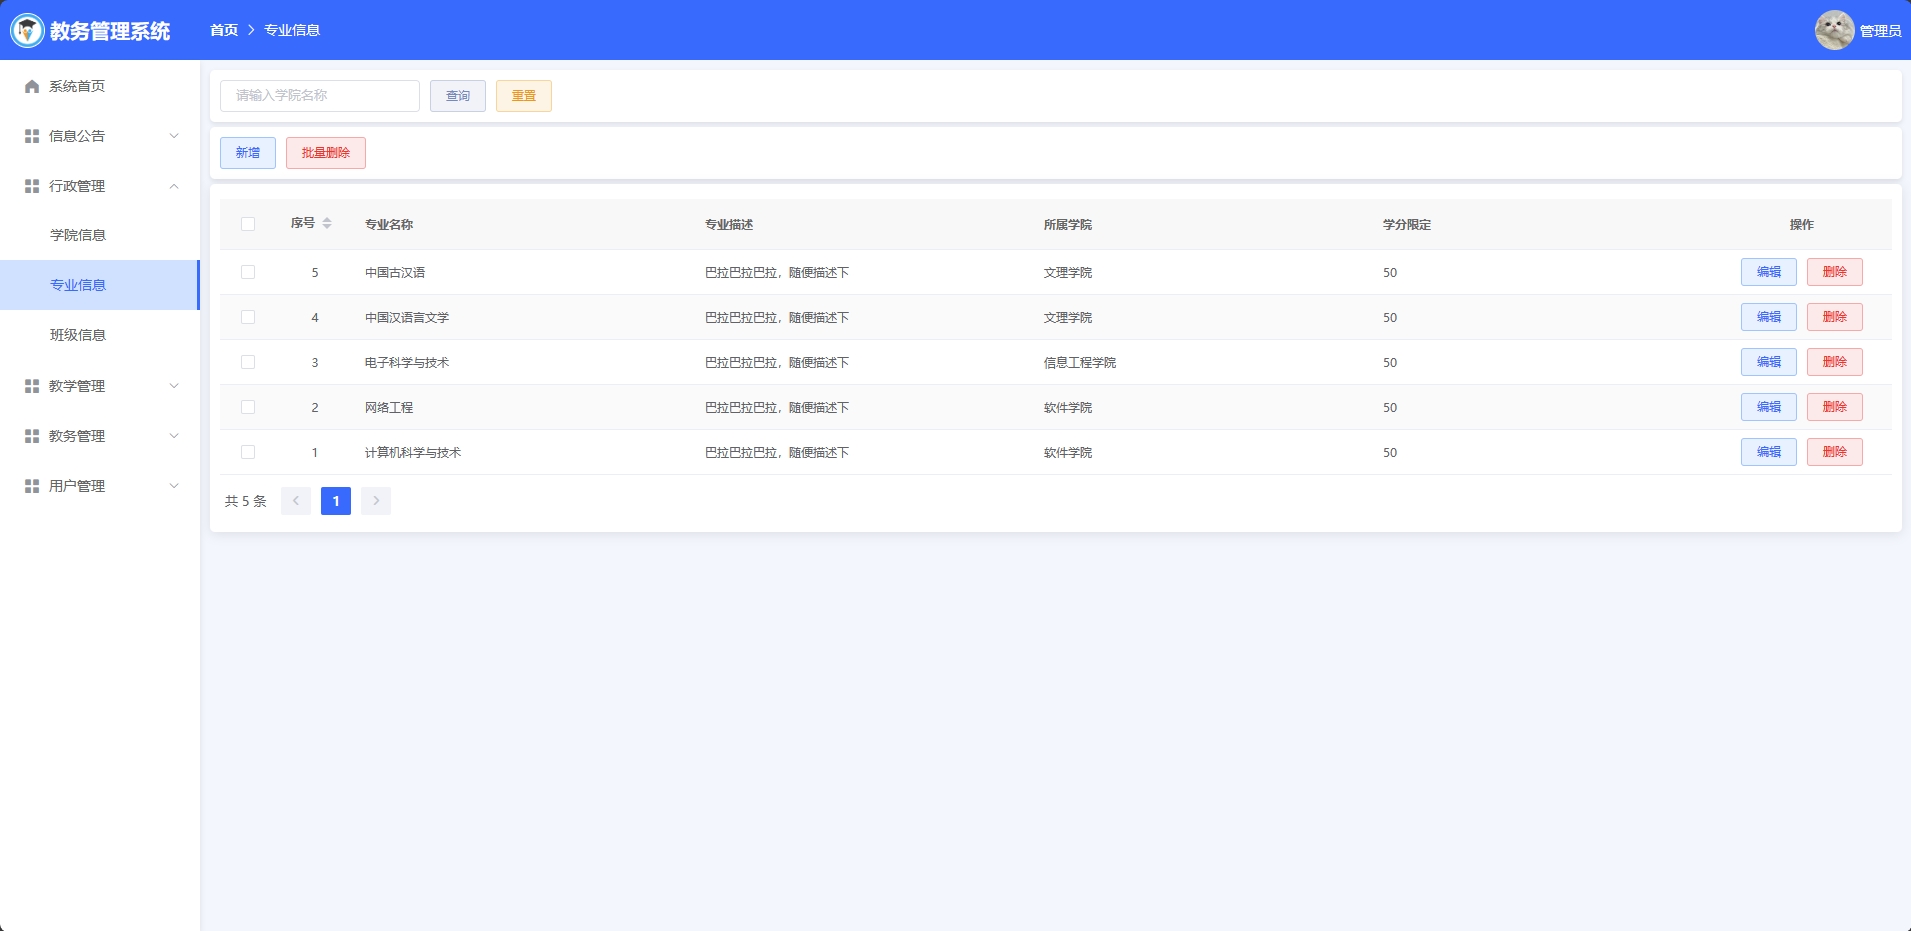 教务管理系统 首页 > 专业信息 管理员
系统首页
信息公告
行政管理
学院信息
专业信息
班级信息
教学管理
教务管理
用户管理
请输入学院名称 查询 重置
新增 批量删除
序号 专业名称 专业描述 所属学院 学分限定 操作
5 中国古汉语 巴拉巴拉巴拉，随便描述下 文理学院 50 编辑 删除
4 中国汉语言文学 巴拉巴拉巴拉，随便描述下 文理学院 50 编辑 删除
3 电子科学与技术 巴拉巴拉巴拉，随便描述下 信息工程学院 50 编辑 删除
2 网络工程 巴拉巴拉巴拉，随便描述下 软件学院 50 编辑 删除
1 计算机科学与技术 巴拉巴拉巴拉，随便描述下 软件学院 50 编辑 删除
共 5 条 < 1 >